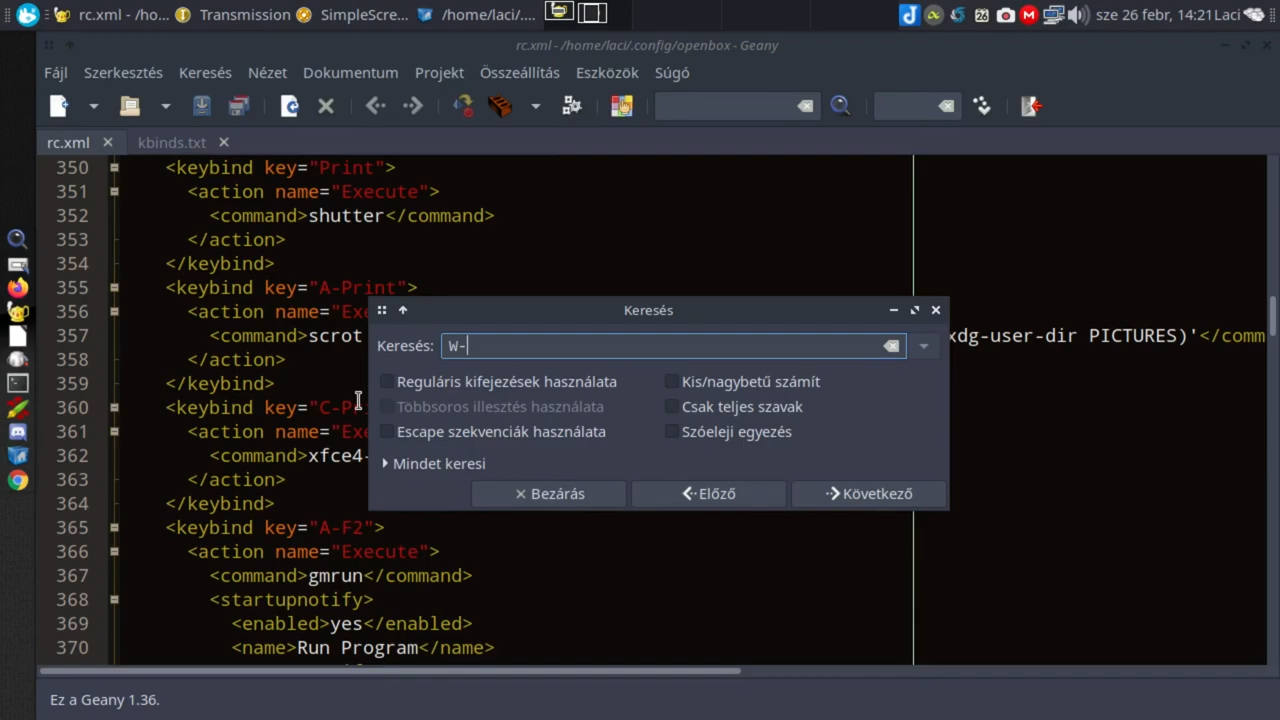 rc.xml - /ho...
Transmission
SimpleScre...
/home/laci/....
26
sze 26 febr, 14:21 Laci
rc.xml - /home/laci/.config/openbox - Geany
Fájl Szerkesztés Keresés Nézet Dokumentum Projekt Összeállítás Eszközök Súgó
rc.xml
kbinds.txt
350 <keybind key="Print">
351 <action name="Execute">
352 <command>shutter</command>
353 </action>
354 </keybind>
355 <keybind key="A-Print">
356 <action name="Exe
357 <command>scrot xdg-user-dir PICTURES)'</comm
358 </action>
359 </keybind>
360 <keybind key="C-Pr
361 <action name="Exe
362 <command>xfce4-
363 </action>
364 </keybind>
365 <keybind key="A-F2">
366 <action name="Execute">
367 <command>gmrun</command>
368 <startupnotify>
369 <enabled>yes</enabled>
370 <name>Run Program</name>
Keresés
Keresés: W-
Reguláris kifejezések használata
Kis/nagybetű számít
Többsoros illesztés használata
Csak teljes szavak
Escape szekvenciák használata
Szóeleji egyezés
Mindet keresi
Bezárás
Előző
Következő
Ez a Geany 1.36.